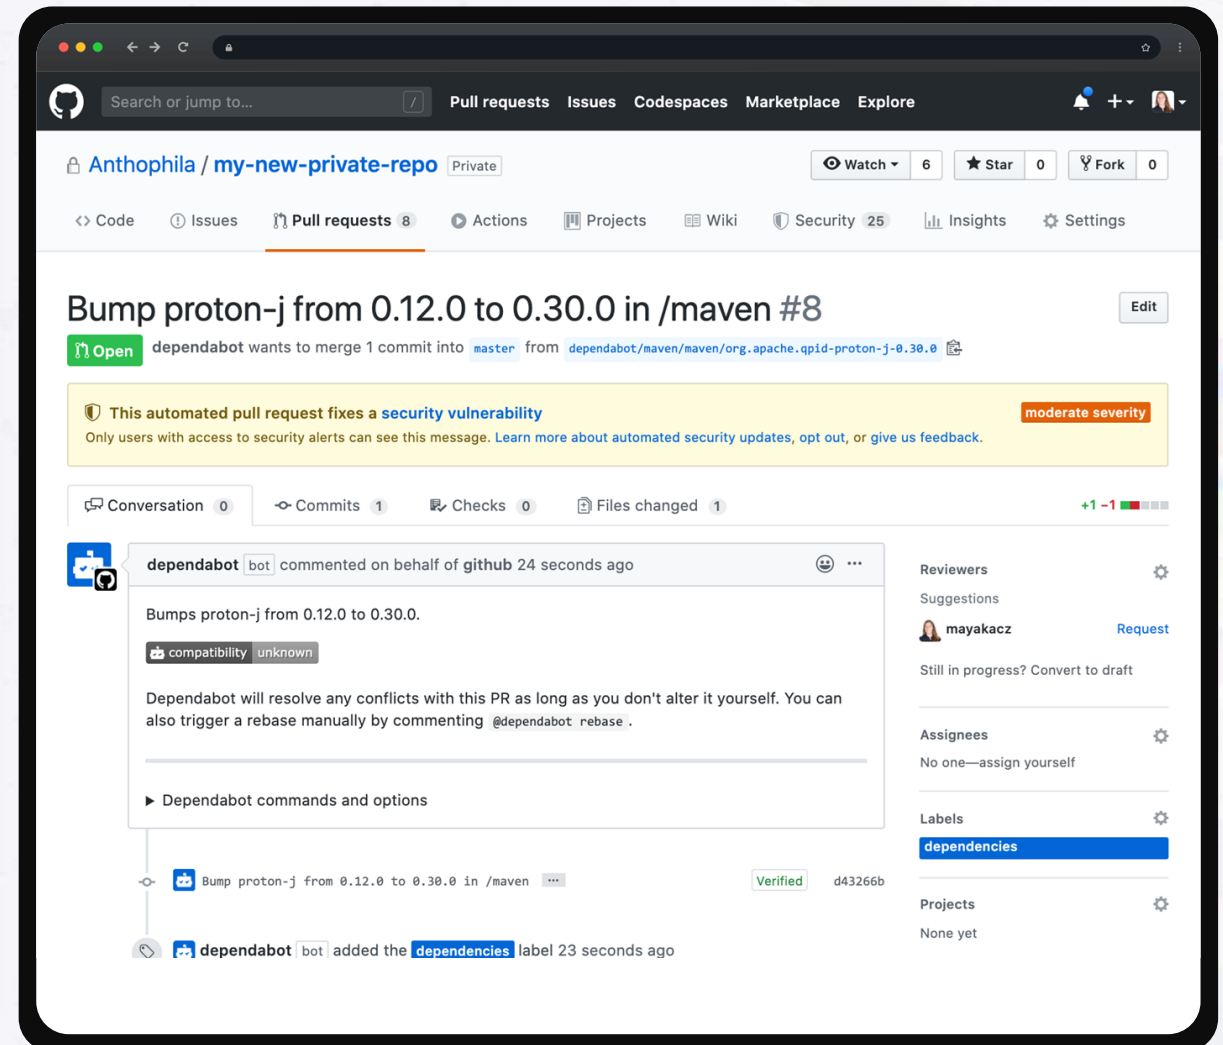 Search or jump to... / Pull requests Issues Codespaces Marketplace Explore
Anthophila / my-new-private-repo Private Watch 6 Star 0 Fork 0
<> Code Issues Pull requests 8 Actions Projects Wiki Security 25 Insights Settings
Bump proton-j from 0.12.0 to 0.30.0 in /maven #8 Edit
Open dependabot wants to merge 1 commit into master from dependabot/maven/maven/org.apache.qpid-proton-j-0.30.0
This automated pull request fixes a security vulnerability moderate severity
Only users with access to security alerts can see this message. Learn more about automated security updates, opt out, or give us feedback.
Conversation 0 Commits 1 Checks 0 Files changed 1 +1 −1
dependabot bot commented on behalf of github 24 seconds ago ...
Bumps proton-j from 0.12.0 to 0.30.0.
compatibility unknown
Dependabot will resolve any conflicts with this PR as long as you don't alter it yourself. You can
also trigger a rebase manually by commenting @dependabot rebase .
Dependabot commands and options
Bump proton-j from 0.12.0 to 0.30.0 in /maven ... Verified d43266b
dependabot bot added the dependencies label 23 seconds ago
Reviewers
Suggestions
mayakacz Request
Still in progress? Convert to draft
Assignees
No one—assign yourself
Labels
dependencies
Projects
None yet